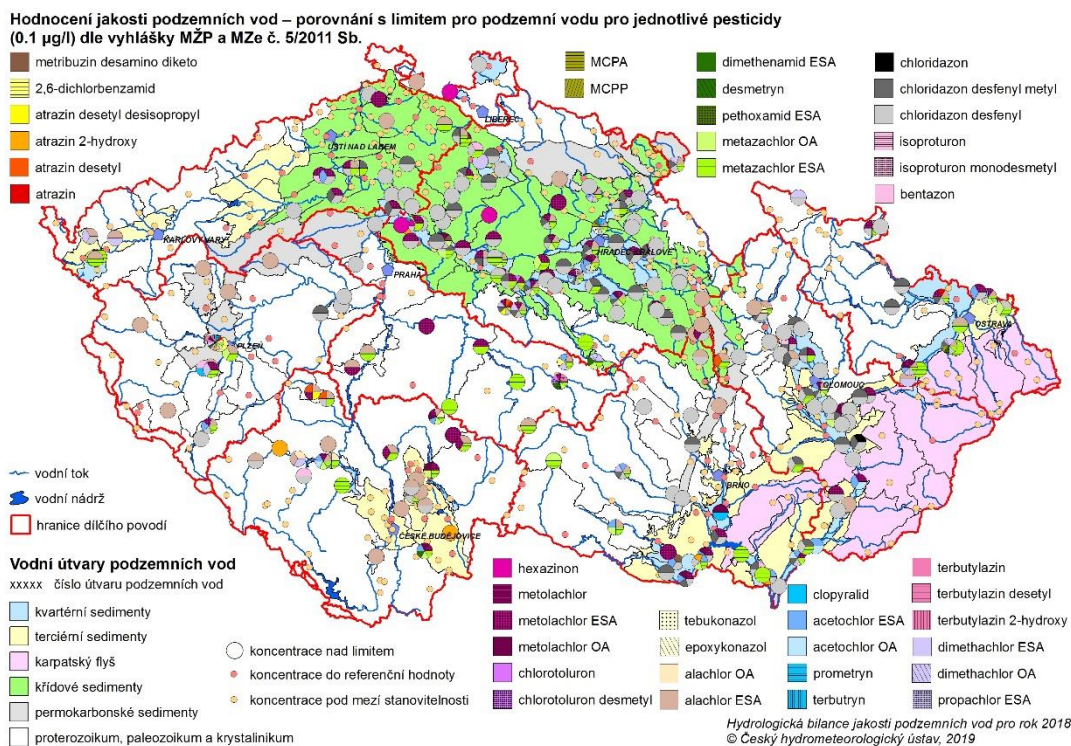 Hodnocení jakosti podzemních vod – porovnání s limitem pro podzemní vodu pro jednotlivé pesticidy
(0.1 µg/l) dle vyhlášky MŽP a MZe č. 5/2011 Sb.
metribuzin desamino diketo
2,6-dichlorbenzamid
atrazin desetyl desisopropyl
atrazin 2-hydroxy
atrazin desetyl
atrazin
MCPA
MCPP
dimethenamid ESA
desmetryn
pethoxamid ESA
metazachlor OA
metazachlor ESA
chloridazon
chloridazon desfenyl metyl
chloridazon desfenyl
isoproturon
isoproturon monodesmetyl
bentazon
LIBEREC
ÚSTÍ NAD LABEM
KARLOVY VARY
HRADEC KRÁLOVÉ
PRAHA
PLZEŇ
OSTRAVA
OLOMOUC
BRNO
ČESKÉ BUDĚJOVICE
vodní tok
vodní nádrž
hranice dílčího povodí
Vodní útvary podzemních vod
xxxxx číslo útvaru podzemních vod
kvartérní sedimenty
terciérní sedimenty
karpatský flyš
křídové sedimenty
permokarbonské sedimenty
proterozoikum, paleozoikum a krystalinikum
koncentrace nad limitem
koncentrace do referenční hodnoty
koncentrace pod mezí stanovitelnosti
hexazinon
metolachlor
metolachlor ESA
metolachlor OA
chlorotoluron
chlorotoluron desmetyl
tebukonazol
epoxykonazol
alachlor OA
alachlor ESA
clopyralid
acetochlor ESA
acetochlor OA
prometryn
terbutryn
terbutylazin
terbutylazin desetyl
terbutylazin 2-hydroxy
dimethachlor ESA
dimethachlor OA
propachlor ESA
Hydrologická bilance jakosti podzemních vod pro rok 2018
© Český hydrometeorologický ústav, 2019